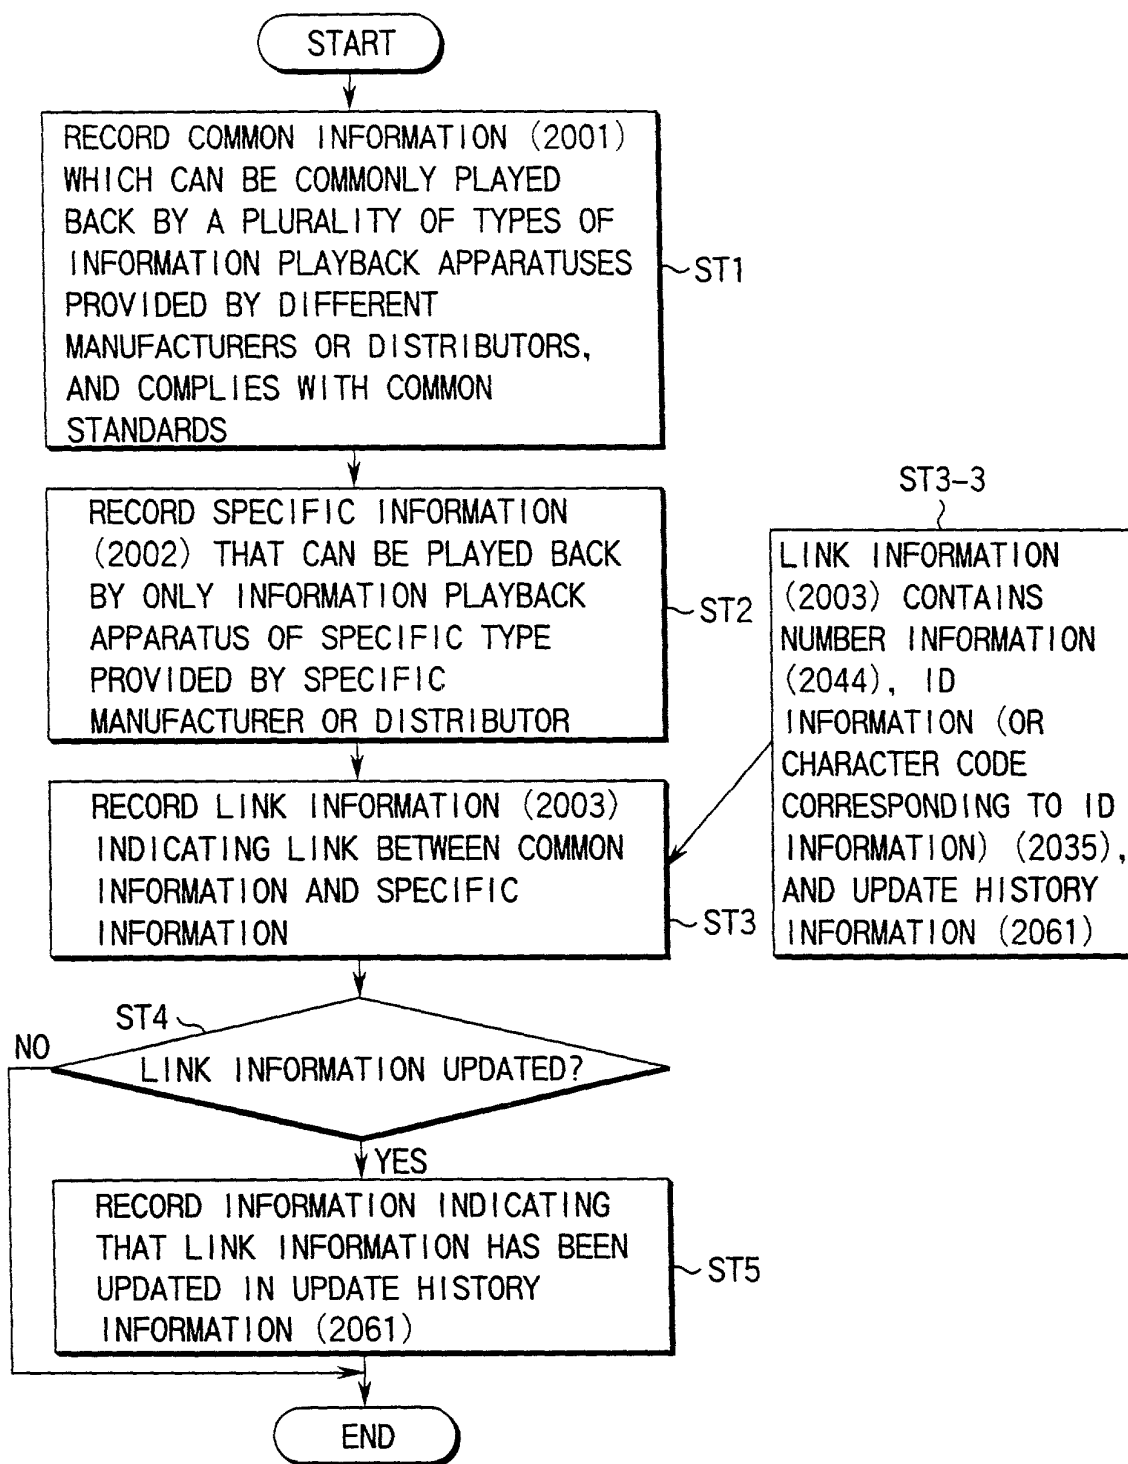 START
RECORD COMMON INFORMATION (2001)
WHICH CAN BE COMMONLY PLAYED
BACK BY A PLURALITY OF TYPES OF
INFORMATION PLAYBACK APPARATUSES
PROVIDED BY DIFFERENT
MANUFACTURERS OR DISTRIBUTORS,
AND COMPLIES WITH COMMON
STANDARDS
ST1
RECORD SPECIFIC INFORMATION
(2002) THAT CAN BE PLAYED BACK
BY ONLY INFORMATION PLAYBACK
APPARATUS OF SPECIFIC TYPE
PROVIDED BY SPECIFIC
MANUFACTURER OR DISTRIBUTOR
ST2
RECORD LINK INFORMATION (2003)
INDICATING LINK BETWEEN COMMON
INFORMATION AND SPECIFIC
INFORMATION
ST3
ST3-3
LINK INFORMATION
(2003) CONTAINS
NUMBER INFORMATION
(2044), ID
INFORMATION (OR
CHARACTER CODE
CORRESPONDING TO ID
INFORMATION) (2035),
AND UPDATE HISTORY
INFORMATION (2061)
ST4
NO
LINK INFORMATION UPDATED?
YES
RECORD INFORMATION INDICATING
THAT LINK INFORMATION HAS BEEN
UPDATED IN UPDATE HISTORY
INFORMATION (2061)
ST5
END